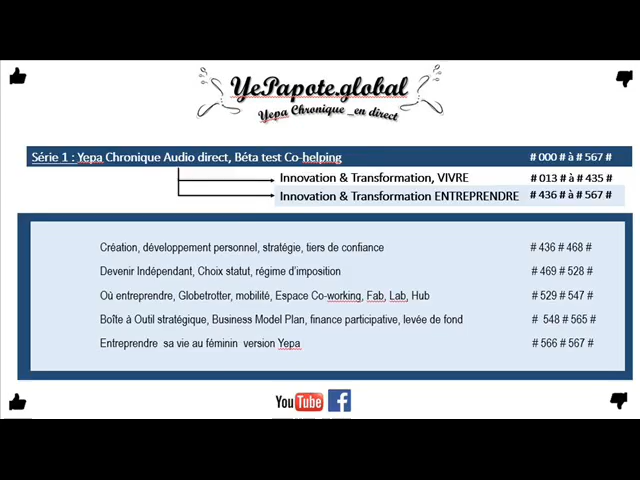 YePapote.global
Yepa Chronique _en direct
Série 1 : Yepa Chronique Audio direct, Béta test Co-helping # 000 # à # 567 #
Innovation & Transformation, VIVRE # 013 # à # 435 #
Innovation & Transformation ENTREPRENDRE # 436 # à # 567 #
Création, développement personnel, stratégie, tiers de confiance # 436 # 468 #
Devenir Indépendant, Choix statut, régime d'imposition # 469 # 528 #
Où entreprendre, Globetrotter, mobilité, Espace Co-working, Fab, Lab, Hub # 529 # 547 #
Boîte à Outil stratégique, Business Model Plan, finance participative, levée de fond # 548 # 565 #
Entreprendre sa vie au féminin version Yepa # 566 # 567 #
YouTube f